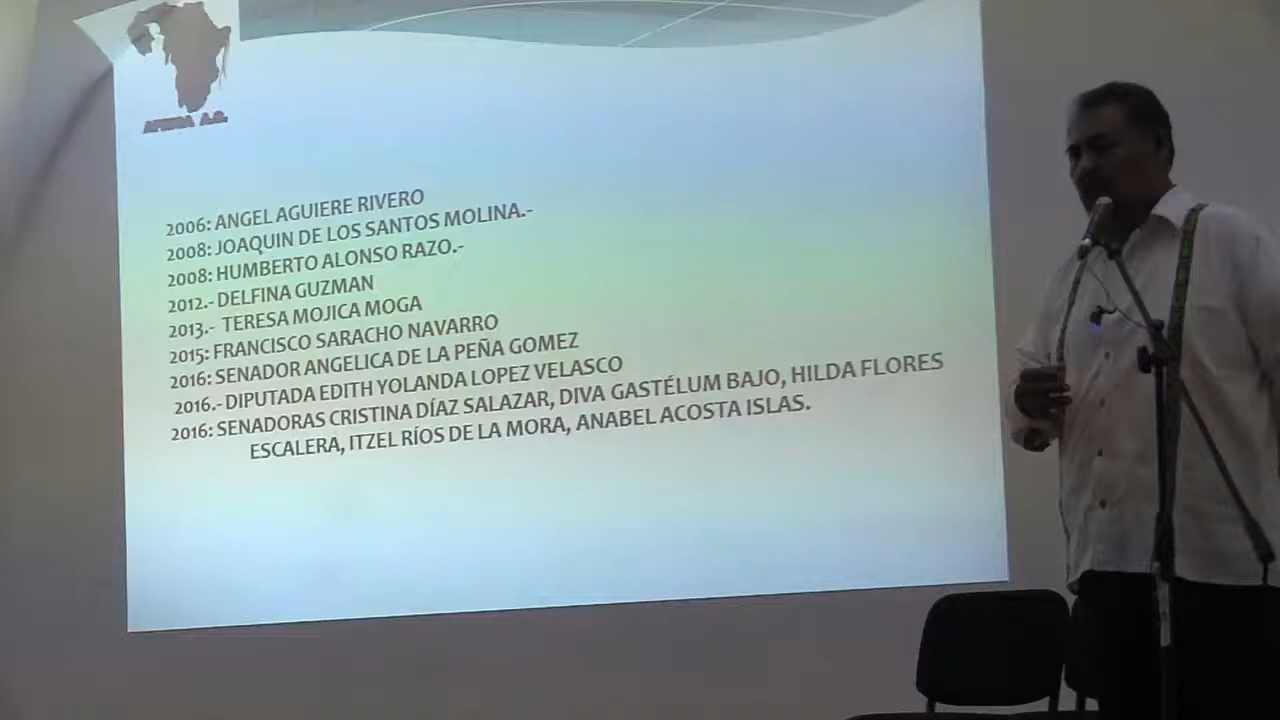 A.C.
2006: ANGEL AGUIERE RIVERO
2008: JOAQUIN DE LOS SANTOS MOLINA.-
2008: HUMBERTO ALONSO RAZO.-
2012.- DELFINA GUZMAN
2013.- TERESA MOJICA MOGA
2015: FRANCISCO SARACHO NAVARRO
2016: SENADOR ANGELICA DE LA PEÑA GOMEZ
2016.- DIPUTADA EDITH YOLANDA LOPEZ VELASCO
2016: SENADORAS CRISTINA DÍAZ SALAZAR, DIVA GASTÉLUM BAJO, HILDA FLORES
ESCALERA, ITZEL RÍOS DE LA MORA, ANABEL ACOSTA ISLAS.